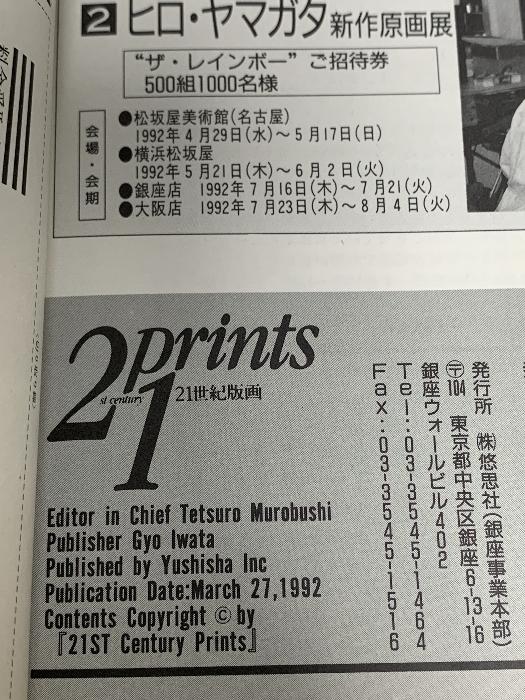 2 ヒロ・ヤマガタ 新作原画展
“ザ・レインボー” ご招待券
500組1000名様
会場・会期
●松坂屋美術館(名古屋)
1992年4月29日(水)～5月17日(日)
●横浜松坂屋
1992年5月21日(木)～6月2日(火)
●銀座店 1992年7月16日(木)～7月21(火)
●大阪店 1992年7月23日(木)～8月4日(火)
21 prints
st century
21世紀版画
発行所 ㈱悠思社(銀座事業本部)
〒104 東京都中央区銀座6-13-16
銀座ウォールビル402
Tel:03-3545-1464
Fax:03-3545-1516
Editor in Chief Tetsuro Murobushi
Publisher Gyo Iwata
Published by Yushisha Inc
Publication Date:March 27,1992
Contents Copyright © by
『21ST Century Prints』